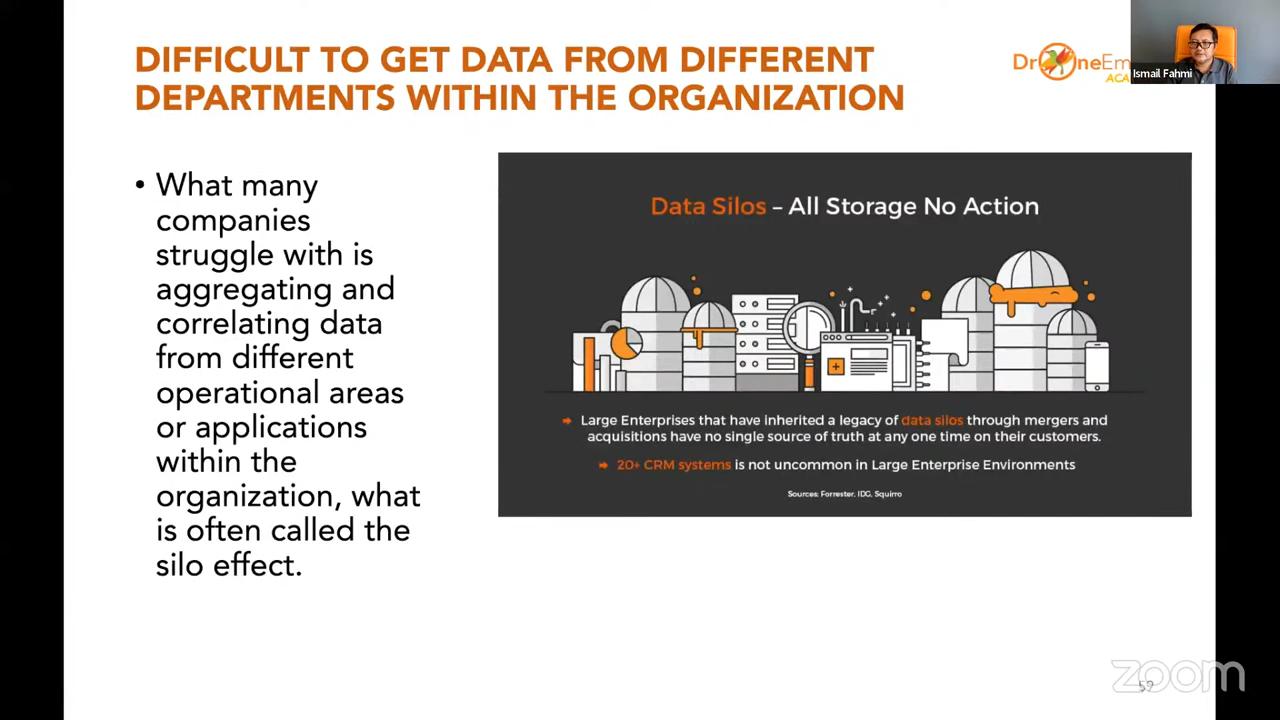 DIFFICULT TO GET DATA FROM DIFFERENT
DEPARTMENTS WITHIN THE ORGANIZATION
Ismail Fahmi
• What many
companies
struggle with is
aggregating and
correlating data
from different
operational areas
or applications
within the
organization, what
is often called the
silo effect.
Data Silos – All Storage No Action
Large Enterprises that have inherited a legacy of data silos through mergers and
acquisitions have no single source of truth at any one time on their customers.
20+ CRM systems is not uncommon in Large Enterprise Environments
Sources: Forrester, IDG, Squirro
zoom